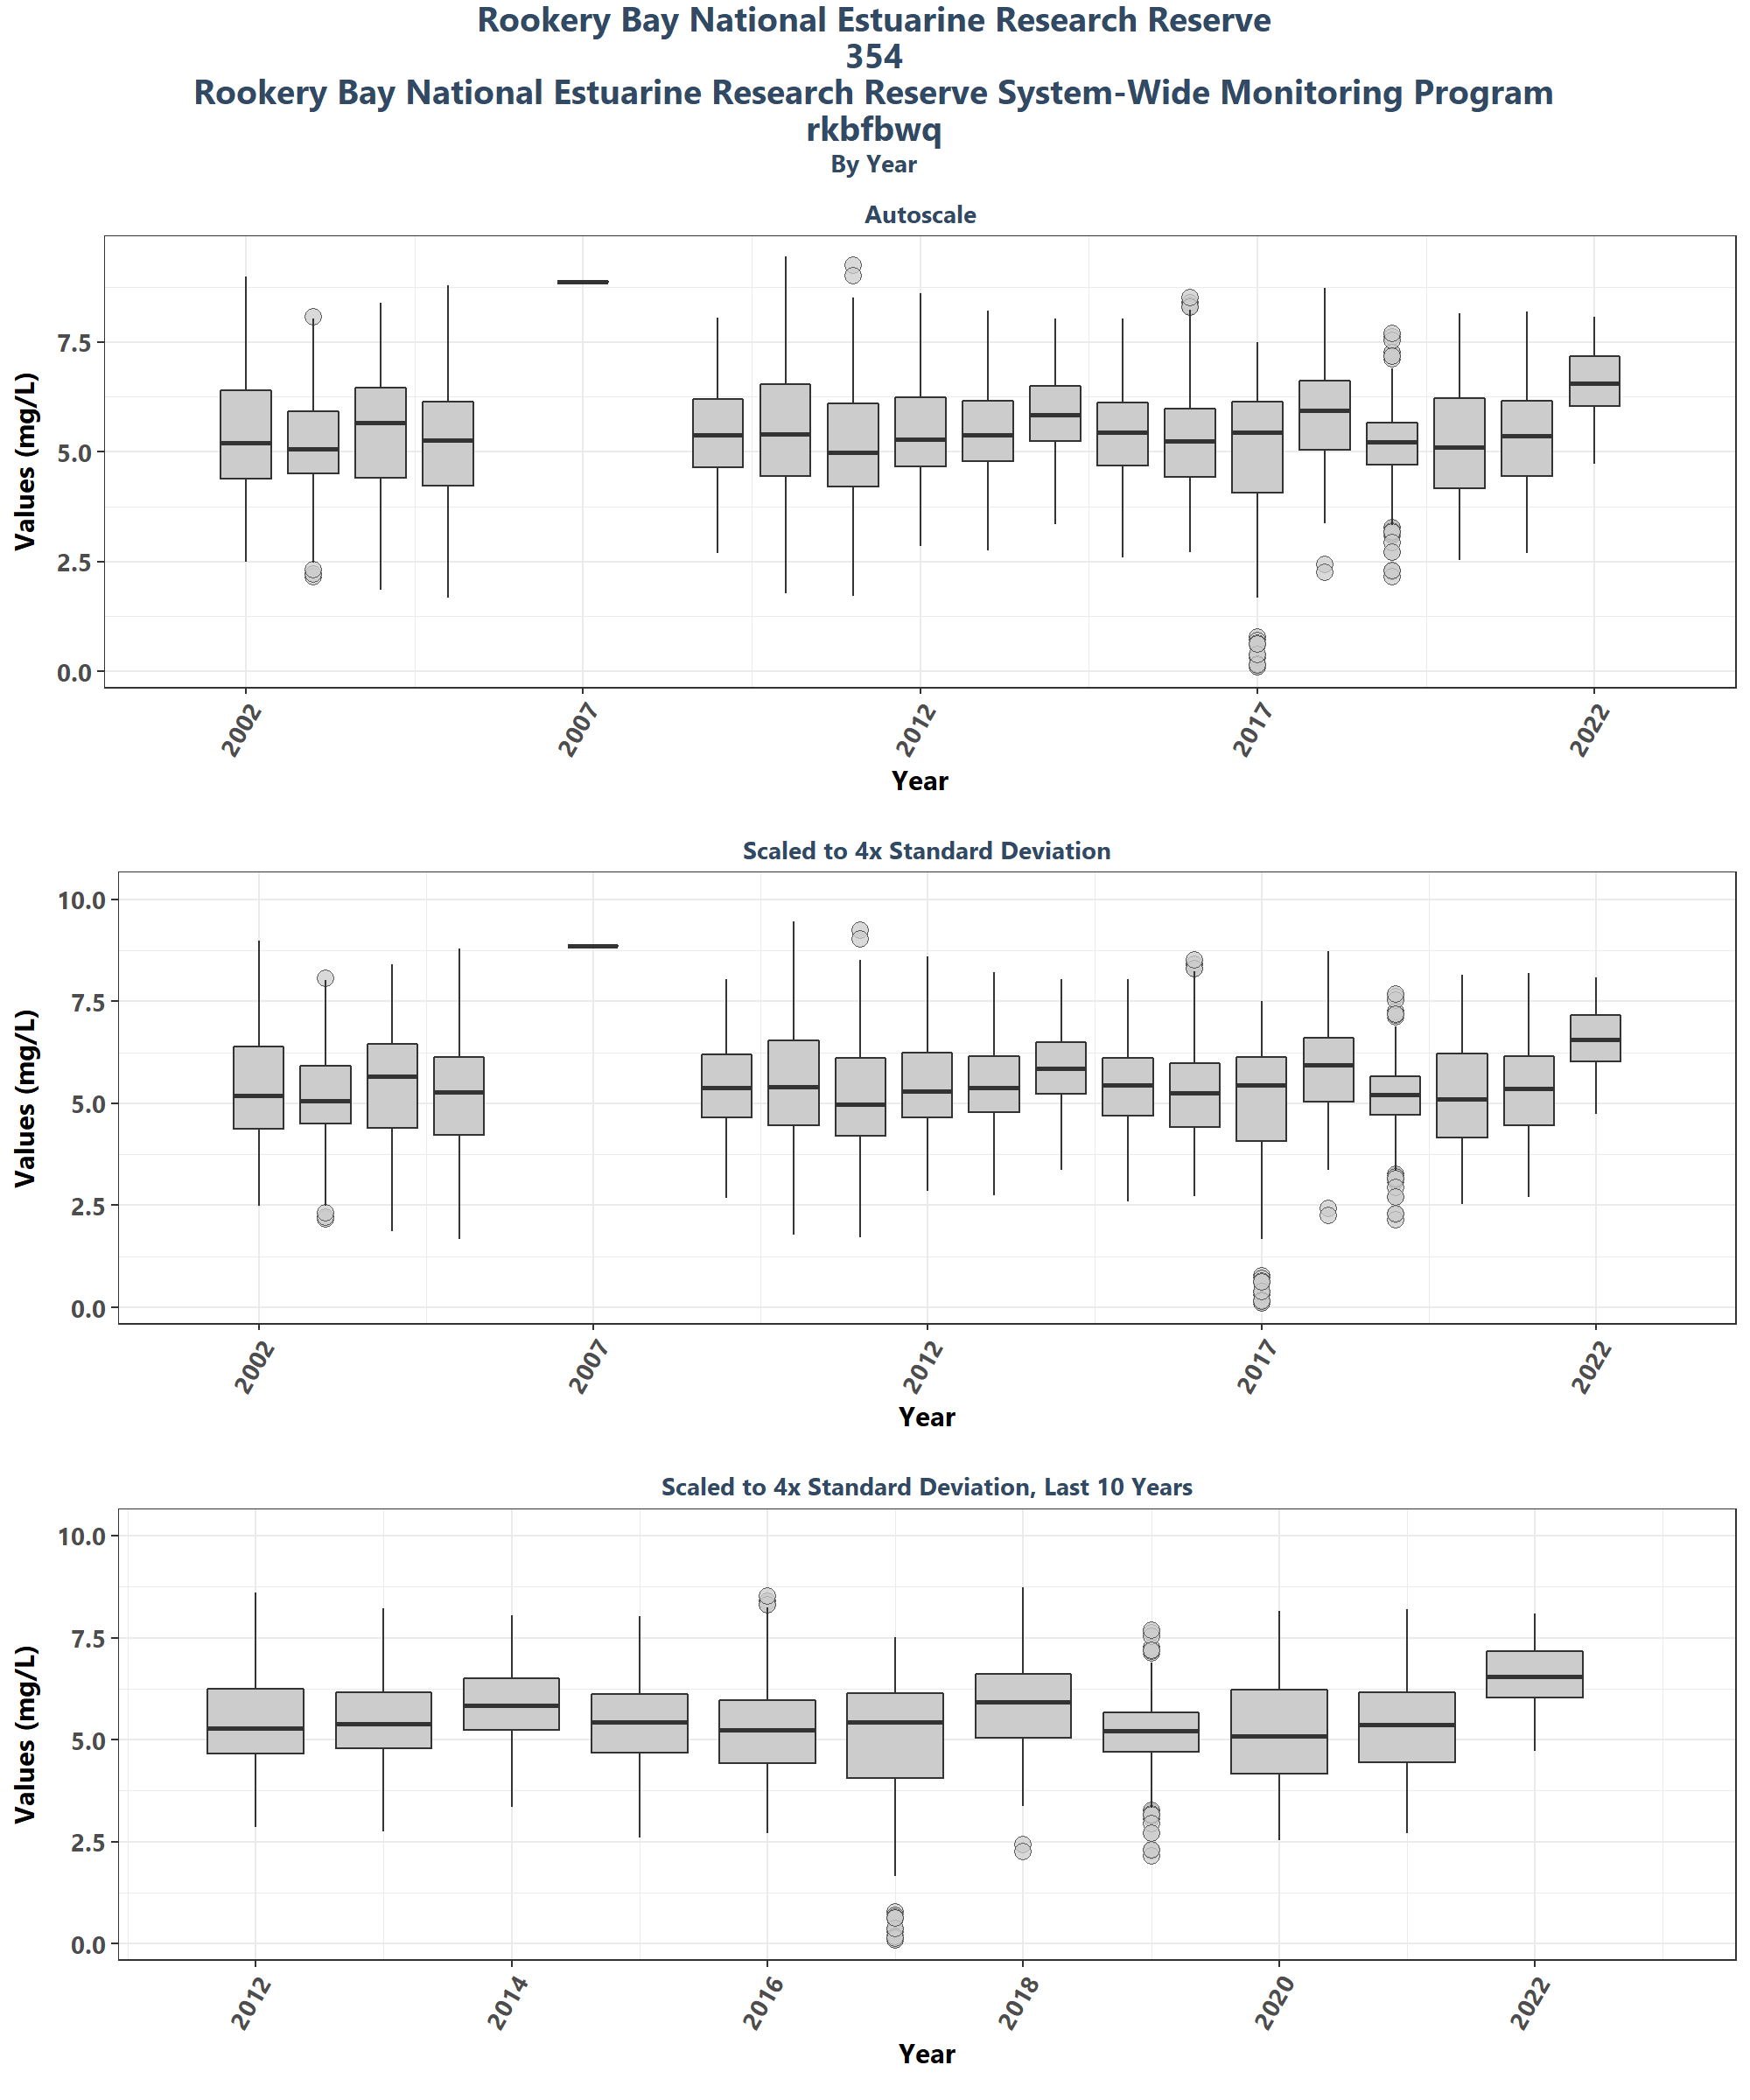 Rookery Bay National Estuarine Research Reserve
354
Rookery Bay National Estuarine Research Reserve System-Wide Monitoring Program
rkbfbwq
By Year
Autoscale
Values (mg/L)
7.5
5.0
2.5
0.0
2002
2007
2012
2017
2022
Year
Scaled to 4x Standard Deviation
Values (mg/L)
10.0
7.5
5.0
2.5
0.0
2002
2007
2012
2017
2022
Year
Scaled to 4x Standard Deviation, Last 10 Years
Values (mg/L)
10.0
7.5
5.0
2.5
0.0
2012
2014
2016
2018
2020
2022
Year